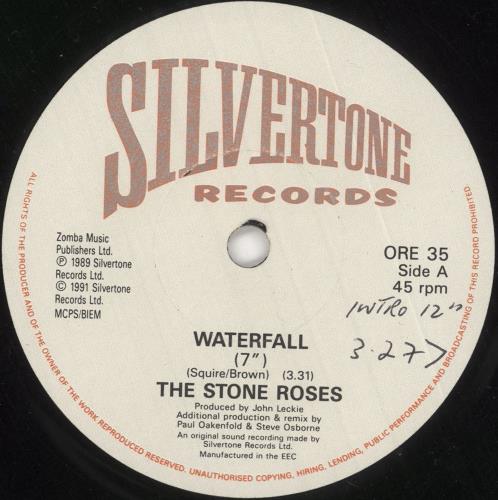 SILVERTONE
RECORDS
Zomba Music
Publishers Ltd.
℗ 1989 Silvertone
Records Ltd.
© 1991 Silvertone
Records Ltd.
MCPS/BIEM
ORE 35
Side A
45 rpm
INTRO 12"
3.27
WATERFALL
(7")
(Squire/Brown) (3.31)
THE STONE ROSES
Produced by John Leckie
Additional production & remix by
Paul Oakenfold & Steve Osborne
An original sound recording made by
Silvertone Records Ltd.
Manufactured in the EEC
ALL RIGHTS OF THE PRODUCER AND OF THE OWNER OF THE WORK REPRODUCED RESERVED. UNAUTHORISED COPYING, HIRING, LENDING, PUBLIC PERFORMANCE AND BROADCASTING OF THIS RECORD PROHIBITED.